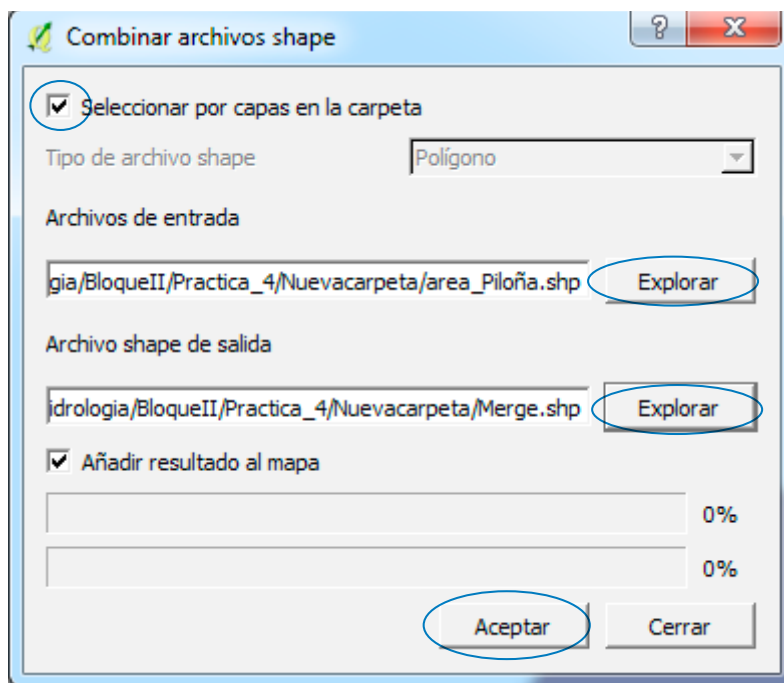 Combinar archivos shape
Seleccionar por capas en la carpeta
Tipo de archivo shape Polígono
Archivos de entrada
gia/BloqueII/Practica_4/Nuevacarpeta/area_Piloña.shp Explorar
Archivo shape de salida
idrologia/BloqueII/Practica_4/Nuevacarpeta/Merge.shp Explorar
Añadir resultado al mapa
0%
0%
Aceptar Cerrar